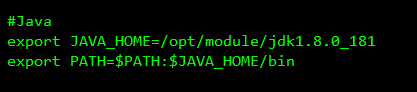 #Java
export JAVA_HOME=/opt/module/jdk1.8.0_181
export PATH=$PATH:$JAVA_HOME/bin